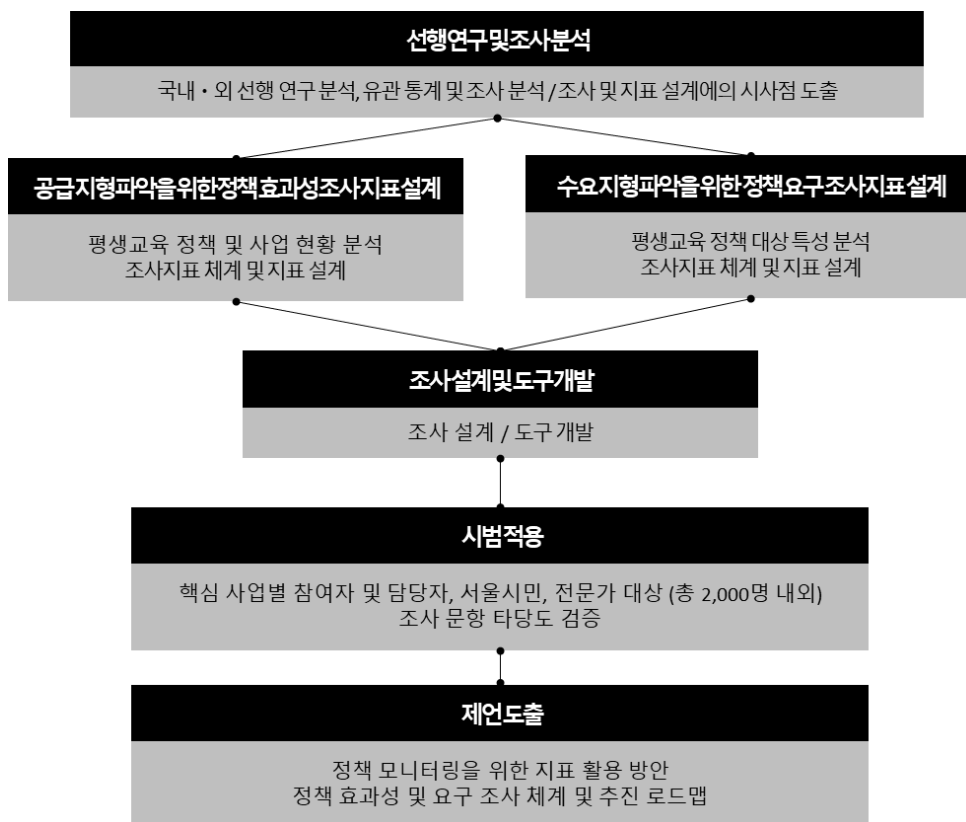 선행연구및조사분석
국내・외 선행 연구 분석, 유관 통계 및 조사 분석 / 조사 및 지표 설계에의 시사점 도출
공급지형파악을위한정책효과성조사지표설계
평생교육 정책 및 사업 현황 분석
조사지표 체계 및 지표 설계
수요지형파악을위한정책요구조사지표설계
평생교육 정책 대상 특성 분석
조사지표 체계 및 지표 설계
조사설계및도구개발
조사 설계 / 도구 개발
시범적용
핵심 사업별 참여자 및 담당자, 서울시민, 전문가 대상 (총 2,000명 내외)
조사 문항 타당도 검증
제언도출
정책 모니터링을 위한 지표 활용 방안
정책 효과성 및 요구 조사 체계 및 추진 로드맵